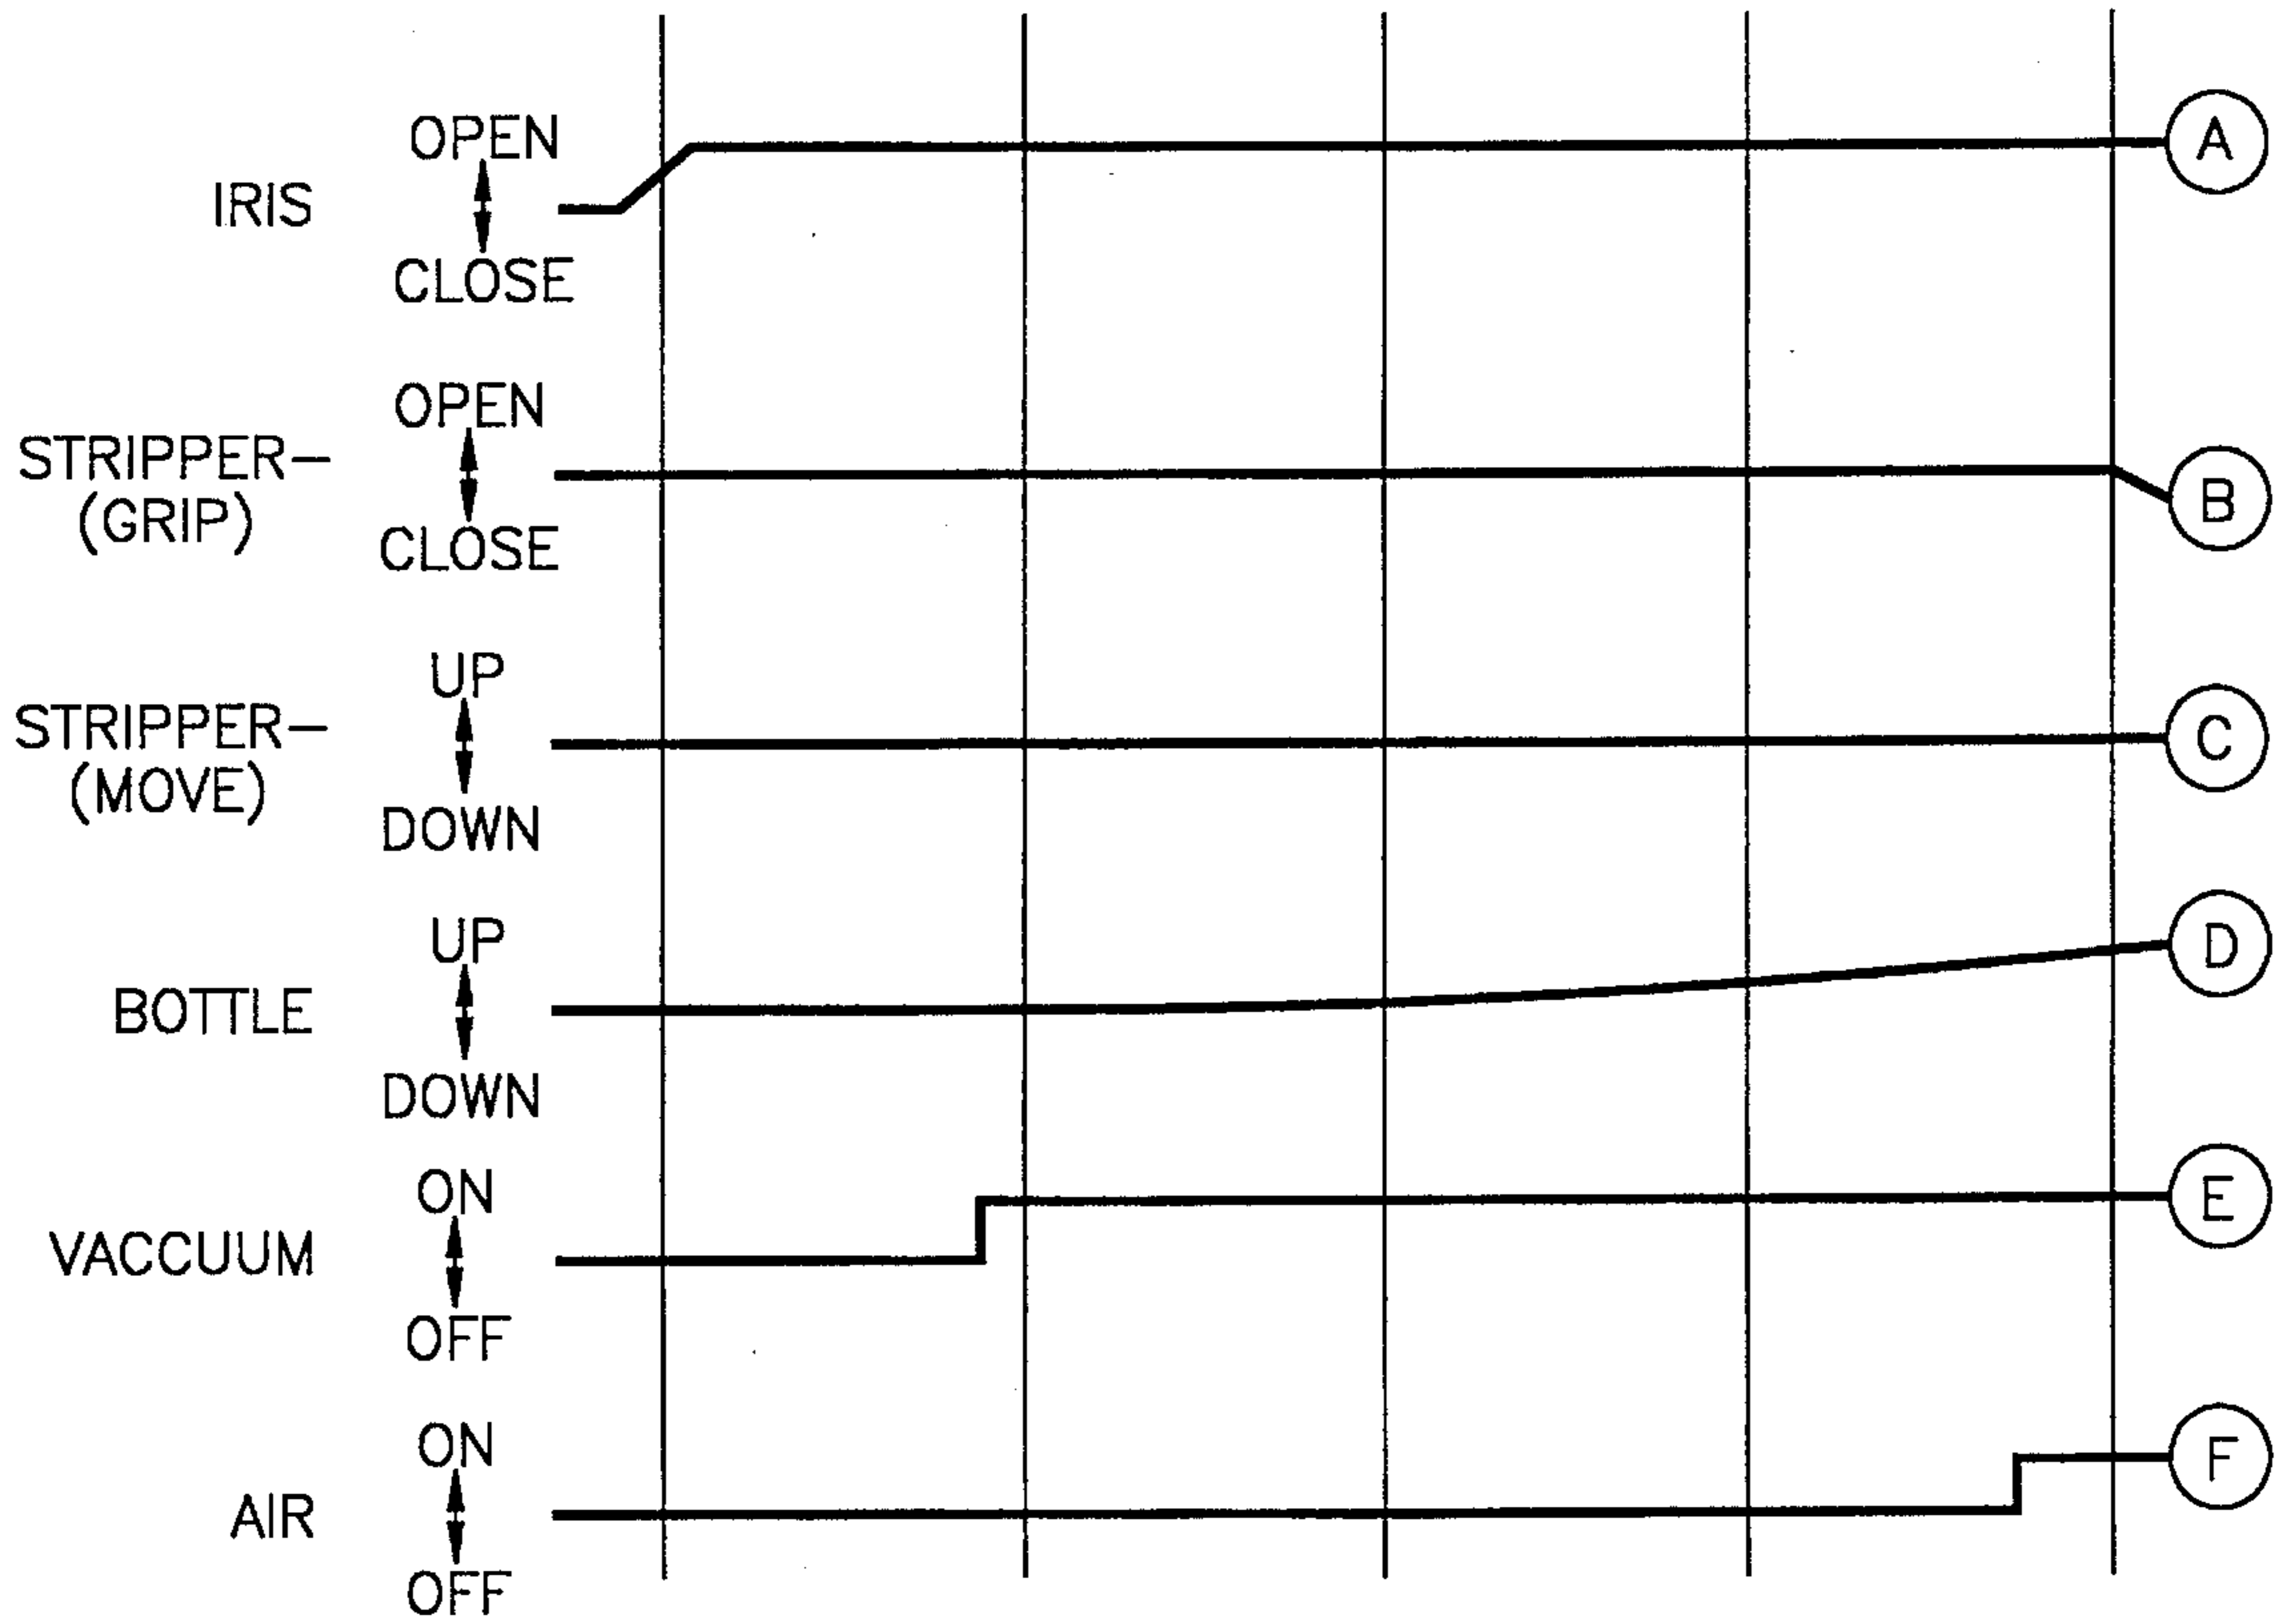 OPEN
IRIS
CLOSE
A
OPEN
STRIPPER-
(GRIP)
CLOSE
B
UP
STRIPPER-
(MOVE)
DOWN
C
UP
BOTTLE
DOWN
D
ON
VACCUUM
OFF
E
ON
AIR
OFF
F